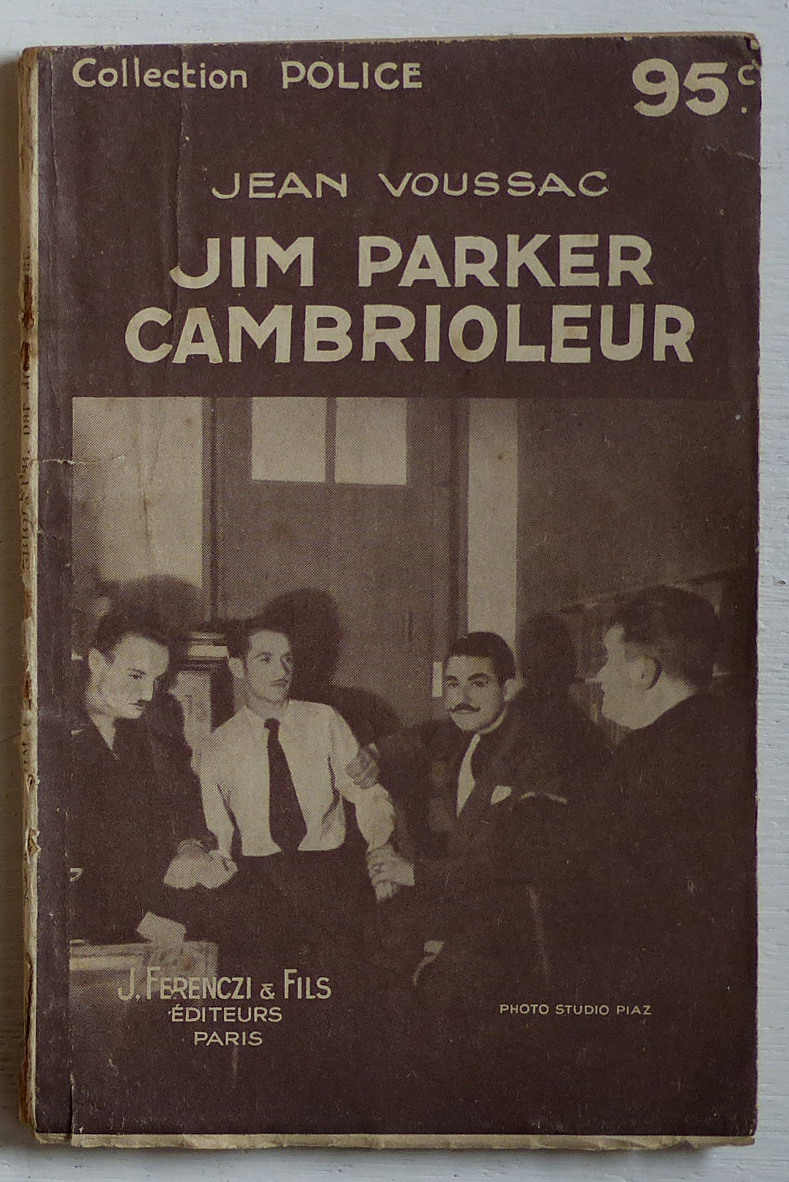 Collection POLICE
95c.
JEAN VOUSSAC
JIM PARKER
CAMBRIOLEUR
J. FERENCZI & FILS
ÉDITEURS
PARIS
PHOTO STUDIO PIAZ